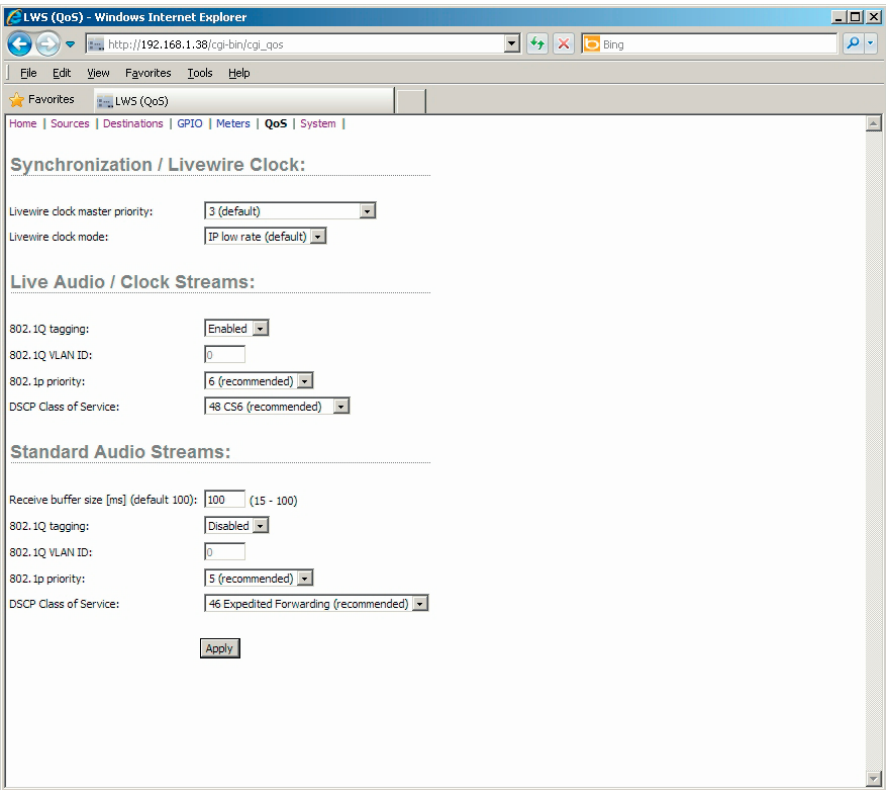 LWS (QoS) - Windows Internet Explorer
http://192.168.1.38/cgi-bin/cgi_qos
Bing
File Edit View Favorites Tools Help
Favorites LWS (QoS)
Home | Sources | Destinations | GPIO | Meters | QoS | System |
Synchronization / Livewire Clock:
Livewire clock master priority: 3 (default)
Livewire clock mode: IP low rate (default)
Live Audio / Clock Streams:
802.1Q tagging: Enabled
802.1Q VLAN ID: 0
802.1p priority: 6 (recommended)
DSCP Class of Service: 48 CS6 (recommended)
Standard Audio Streams:
Receive buffer size [ms] (default 100): 100 (15 - 100)
802.1Q tagging: Disabled
802.1Q VLAN ID: 0
802.1p priority: 5 (recommended)
DSCP Class of Service: 46 Expedited Forwarding (recommended)
Apply